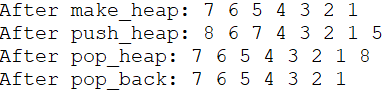 After make_heap: 7 6 5 4 3 2 1
After push_heap: 8 6 7 4 3 2 1 5
After pop_heap: 7 6 5 4 3 2 1 8
After pop_back: 7 6 5 4 3 2 1